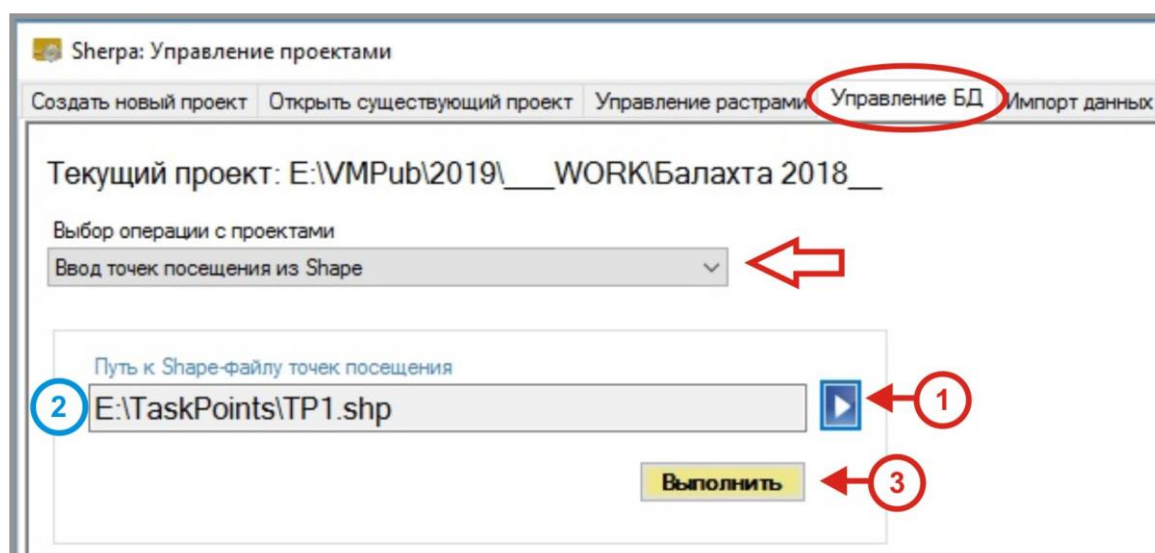 Sherpa: Управление проектами
Создать новый проект Открыть существующий проект Управление растрами Управление БД Импорт данных
Текущий проект: E:\VMPub\2019\___WORK\Балахта 2018__
Выбор операции с проектами
Ввод точек посещения из Shape
Путь к Shape-файлу точек посещения
2 E:\TaskPoints\TP1.shp 1
Выполнить 3